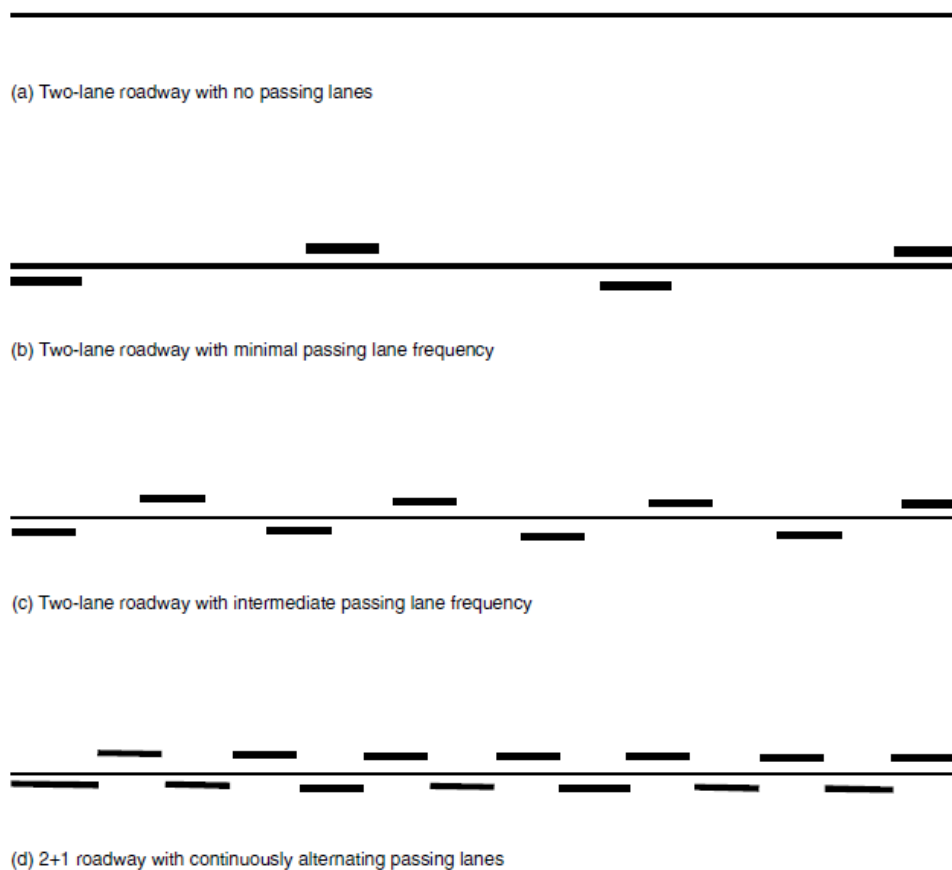 (a) Two-lane roadway with no passing lanes
(b) Two-lane roadway with minimal passing lane frequency
(c) Two-lane roadway with intermediate passing lane frequency
(d) 2+1 roadway with continuously alternating passing lanes